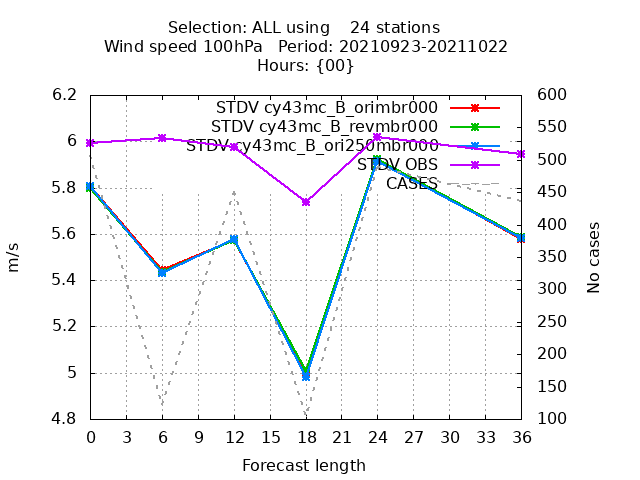 Selection: ALL using    24 stations
Wind speed 100hPa   Period: 20210923-20211022
Hours: {00}
STDV cy43mc_B_orimbr000
STDV cy43mc_B_revmbr000
STDV cy43mc_B_ori250mbr000
STDV OBS
CASES
6.2
6
5.8
5.6
5.4
5.2
5
4.8
m/s
600
550
500
450
400
350
300
250
200
150
100
No cases
0 3 6 9 12 15 18 21 24 27 30 33 36
Forecast length